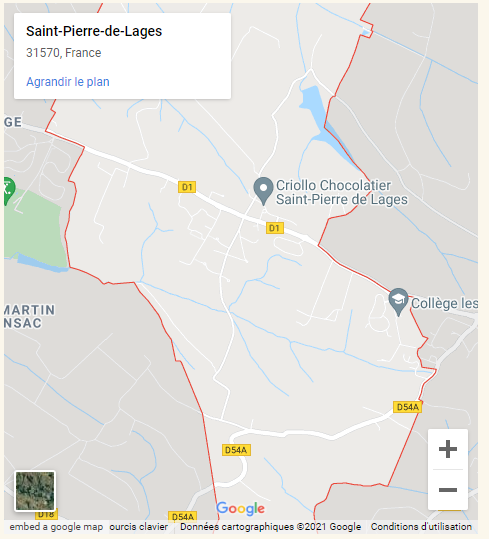 Saint-Pierre-de-Lages
31570, France
Agrandir le plan
GE
D1
Criollo Chocolatier
Saint-Pierre de Lages
D1
Collège les
MARTIN
NSAC
D54A
D54A
D54A
D18
Google
embed a google map
ourcis clavier
Données cartographiques ©2021 Google
Conditions d'utilisation